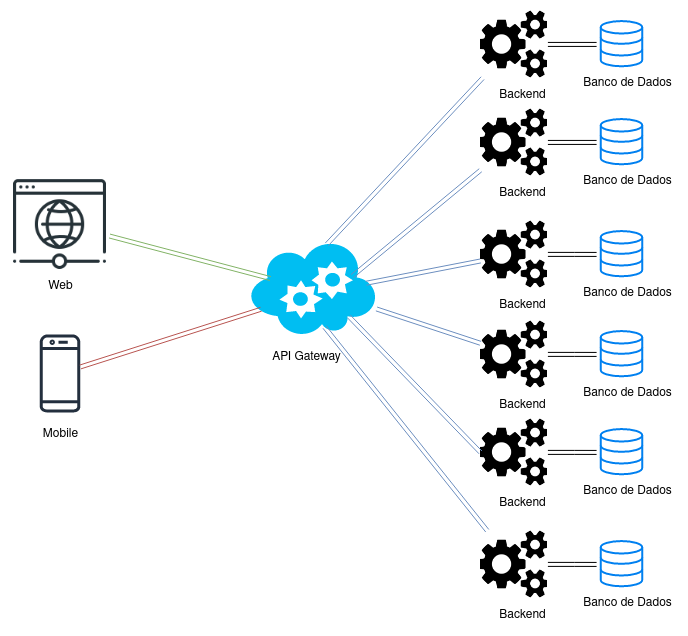 Backend
Banco de Dados
Backend
Banco de Dados
Web
Backend
Banco de Dados
API Gateway
Backend
Banco de Dados
Mobile
Backend
Banco de Dados
Backend
Banco de Dados